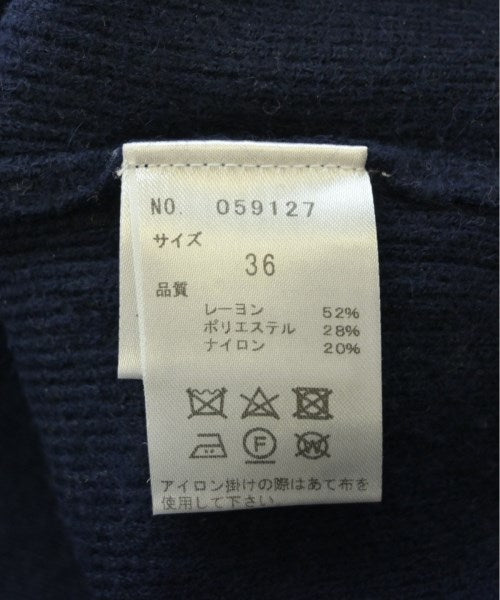 NO. 059127
サイズ
36
品質
レーヨン 52%
ポリエステル 28%
ナイロン 20%
F W
アイロン掛けの際はあて布を
使用して下さい